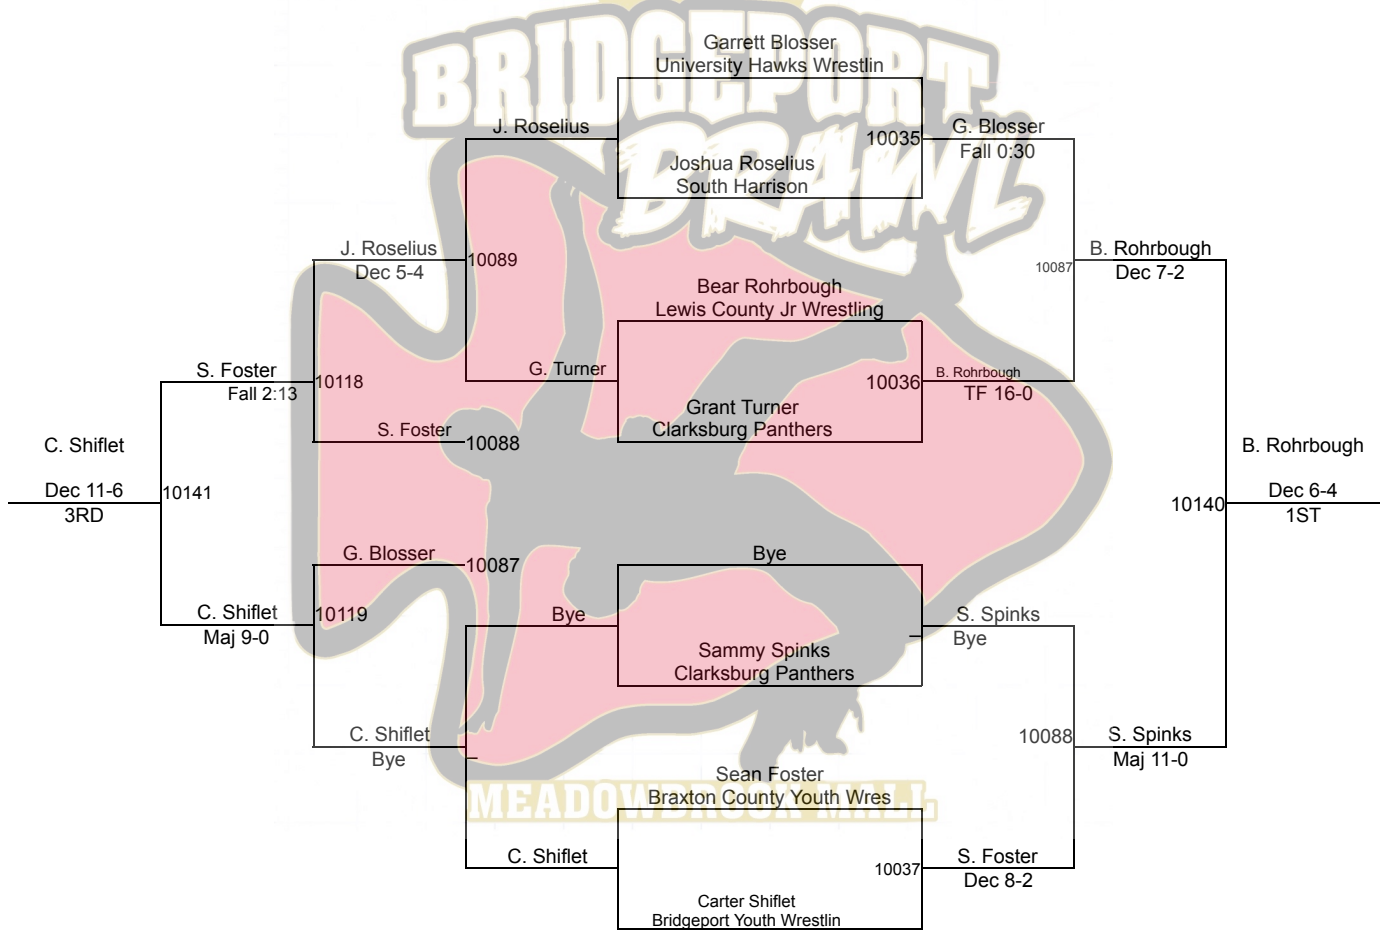 BRIDGEPORT
BRAWL
Garrett Blosser
University Hawks Wrestlin
J. Roselius
10035
G. Blosser
Fall 0:30
Joshua Roselius
South Harrison
J. Roselius
Dec 5-4
10089
10087
B. Rohrbough
Dec 7-2
Bear Rohrbough
Lewis County Jr Wrestling
S. Foster
Fall 2:13
10118
G. Turner
10036
B. Rohrbough
TF 16-0
Grant Turner
Clarksburg Panthers
S. Foster
10088
C. Shiflet
Dec 11-6
3RD
10141
B. Rohrbough
10140
Dec 6-4
1ST
G. Blosser
10087
Bye
C. Shiflet
Maj 9-0
10119
Bye
S. Spinks
Bye
Sammy Spinks
Clarksburg Panthers
C. Shiflet
Bye
10088
S. Spinks
Maj 11-0
Sean Foster
Braxton County Youth Wres
MEADOWBROOK MALL
C. Shiflet
10037
S. Foster
Dec 8-2
Carter Shiflet
Bridgeport Youth Wrestlin